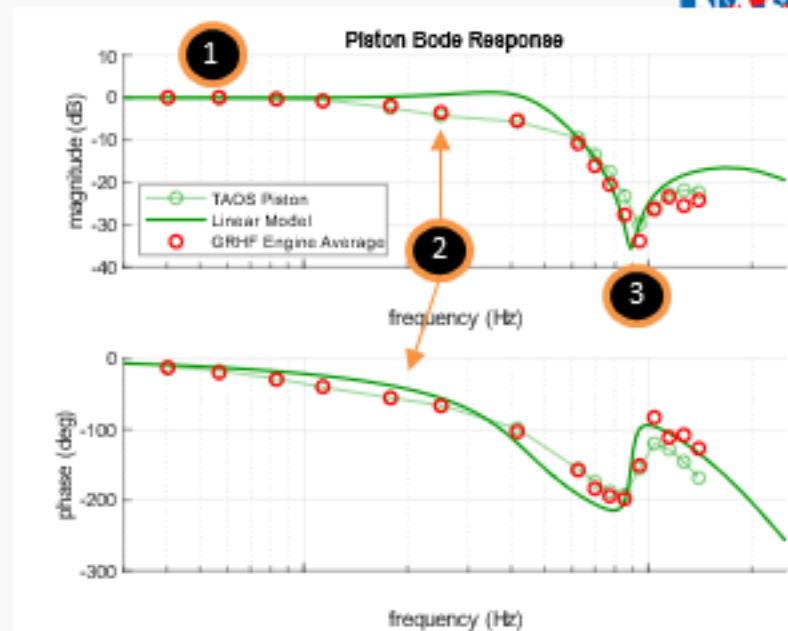 Piston Bode Response
1
magnitude (dB)
10
0
-10
-20
-30
-40
TAOS Piston
Linear Model
GRHF Engine Average
2
3
frequency (Hz)
phase (deg)
0
-100
-200
-300
frequency (Hz)